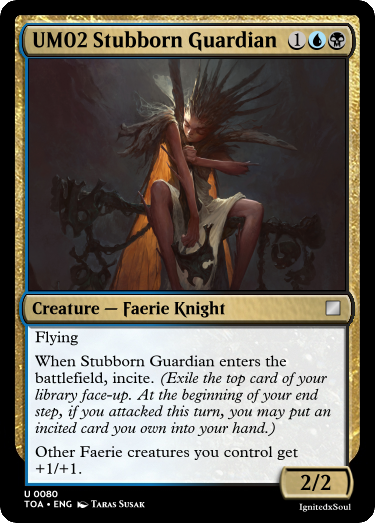 UM02 Stubborn Guardian 1
Creature — Faerie Knight
Flying
When Stubborn Guardian enters the
battlefield, incite. (Exile the top card of your
library face-up. At the beginning of your end
step, if you attacked this turn, you may put an
incited card you own into your hand.)
Other Faerie creatures you control get
+1/+1.
2/2
U 0080
TOA • ENG Taras Susak
IgnitedxSoul